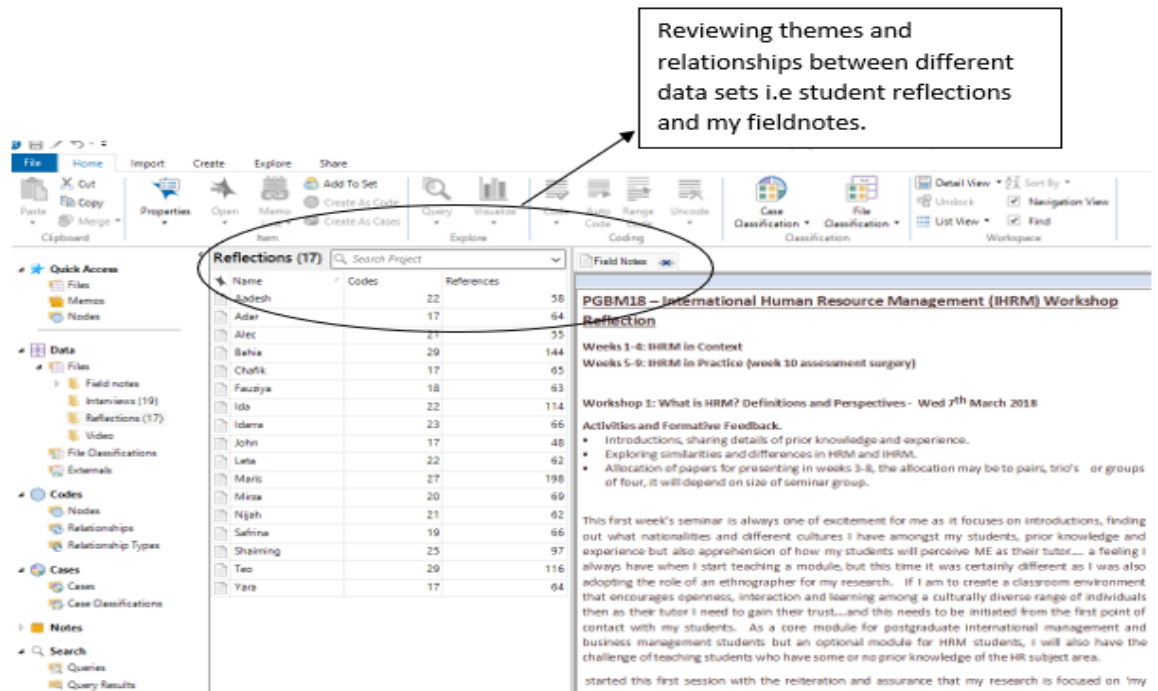 Reviewing themes and
relationships between different
data sets i.e student reflections
and my fieldnotes.
File Home Import Create Explore Share
Paste
Cut
Copy
Merge
Clipboard
Properties
Open
Memo
Add To Set
Create As Code
Create As Cases
Item
Query
Visualize
Explore
Code
Auto Code
Range Code
Uncode
Coding
Case Classification
File Classification
Classification
Detail View
Sort By
Undock
Navigation View
List View
Find
Workspace
Quick Access
Files
Memos
Nodes
Data
Files
Field notes
Interviews (19)
Reflections (17)
Video
File Classifications
Externals
Codes
Nodes
Relationships
Relationship Types
Cases
Cases
Case Classifications
Notes
Search
Queries
Query Results
Reflections (17) Search Project
Name Codes References
Aadesh 22 58
Adar 17 64
Alec 21 55
Bahia 29 144
Chafik 17 65
Fauziya 18 63
Ida 22 114
Idarra 23 66
John 17 48
Leta 22 62
Maris 27 198
Mirza 20 69
Nijah 21 62
Safrina 19 66
Shaiming 25 97
Teo 29 116
Yara 17 64
Field Notes
PGBM18 – International Human Resource Management (IHRM) Workshop
Reflection
Weeks 1-4: IHRM in Context
Weeks 5-9: IHRM in Practice (week 10 assessment surgery)
Workshop 1: What is HRM? Definitions and Perspectives - Wed 7th March 2018
Activities and Formative Feedback.
• Introductions, sharing details of prior knowledge and experience.
• Exploring similarities and differences in HRM and IHRM.
• Allocation of papers for presenting in weeks 3-8, the allocation may be to pairs, trio's or groups
of four, it will depend on size of seminar group.
This first week's seminar is always one of excitement for me as it focuses on introductions, finding
out what nationalities and different cultures I have amongst my students, prior knowledge and
experience but also apprehension of how my students will perceive ME as their tutor.... a feeling I
always have when I start teaching a module, but this time it was certainly different as I was also
adopting the role of an ethnographer for my research. If I am to create a classroom environment
that encourages openness, interaction and learning among a culturally diverse range of individuals
then as their tutor I need to gain their trust....and this needs to be initiated from the first point of
contact with my students. As a core module for postgraduate international management and
business management students but an optional module for HRM students, I will also have the
challenge of teaching students who have some or no prior knowledge of the HR subject area.
started this first session with the reiteration and assurance that my research is focused on 'my